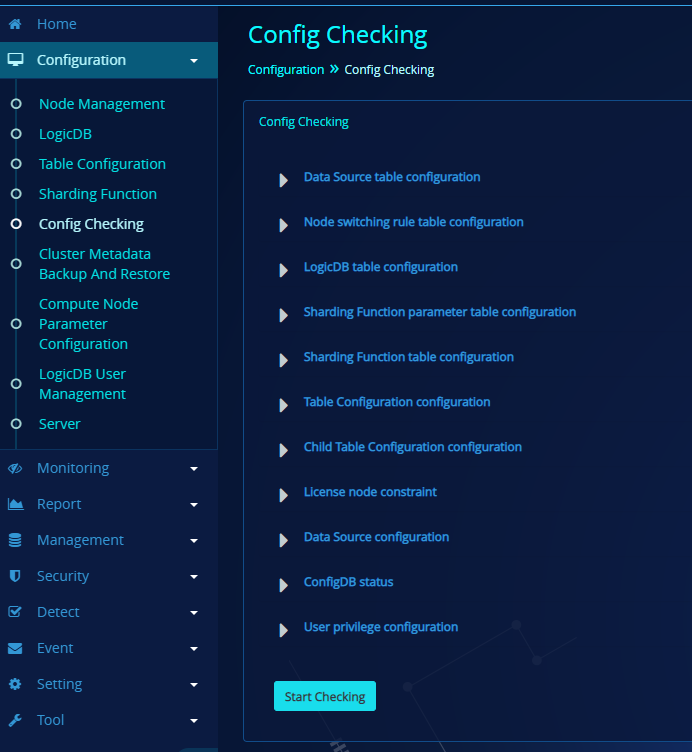 Home
Configuration
Node Management
LogicDB
Table Configuration
Sharding Function
Config Checking
Cluster Metadata
Backup And Restore
Compute Node
Parameter
Configuration
LogicDB User
Management
Server
Monitoring
Report
Management
Security
Detect
Event
Setting
Tool
Config Checking
Configuration » Config Checking
Config Checking
Data Source table configuration
Node switching rule table configuration
LogicDB table configuration
Sharding Function parameter table configuration
Sharding Function table configuration
Table Configuration configuration
Child Table Configuration configuration
License node constraint
Data Source configuration
ConfigDB status
User privilege configuration
Start Checking